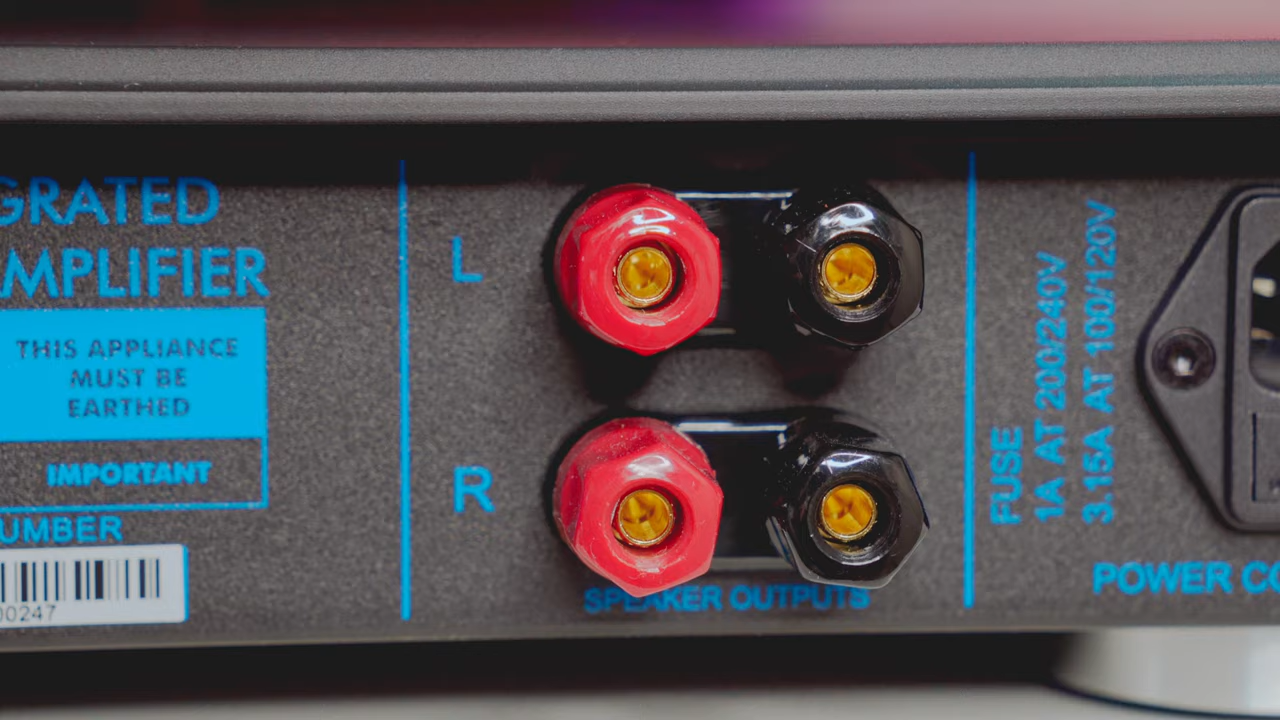 GRATED
AMPLIFIER
THIS APPLIANCE
MUST BE
EARTHED
IMPORTANT
UMBER
00247
L
R
SPEAKER OUTPUTS
FUSE
1A AT 200/240V
3.15A AT 100/120V
POWER CO